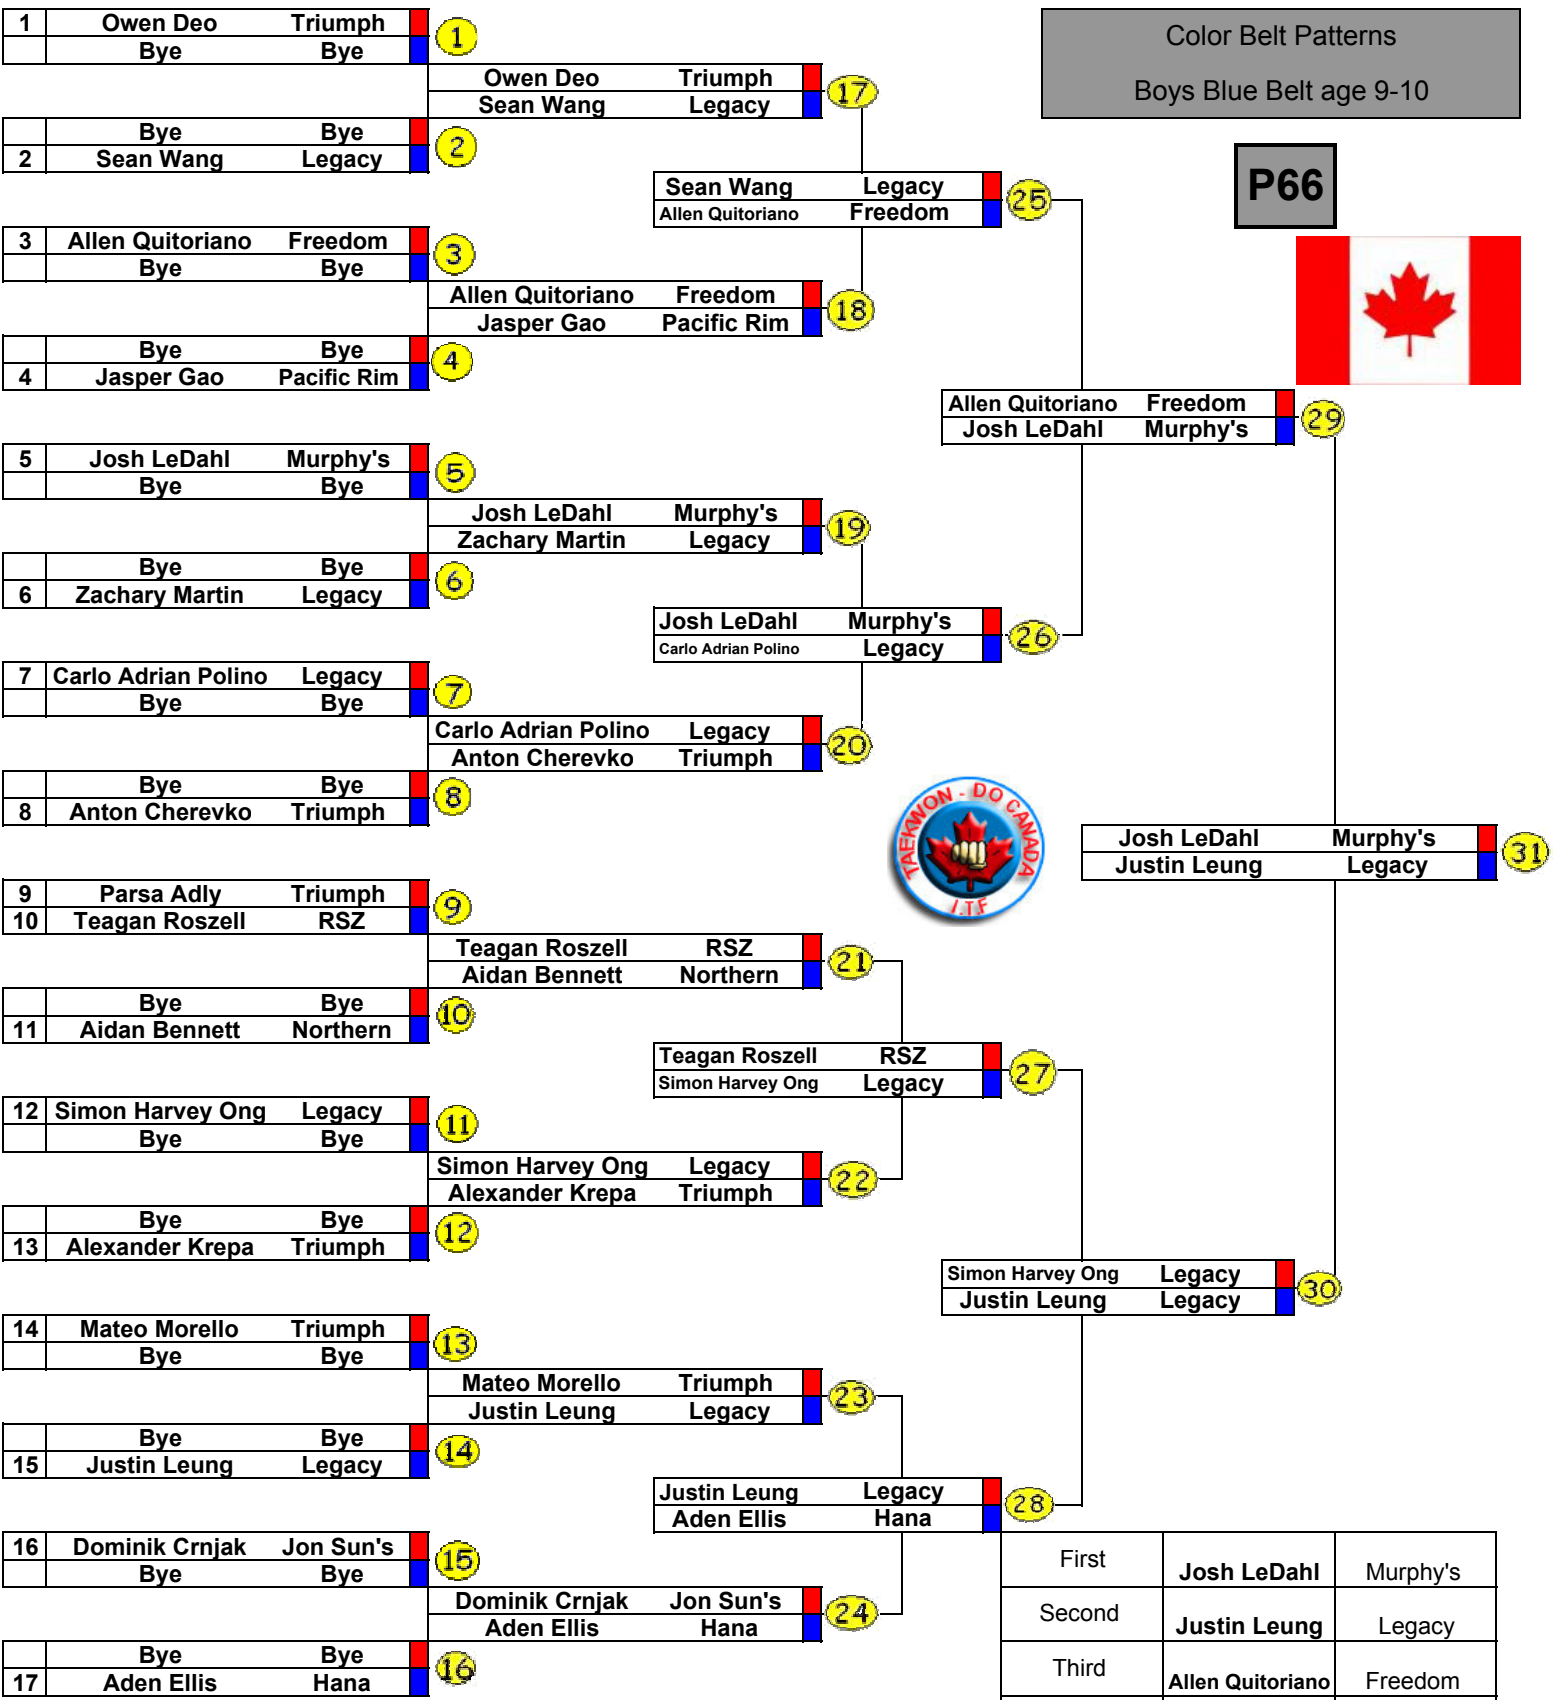 Color Belt Patterns
Boys Blue Belt age 9-10
P66
1 Owen Deo Triumph
Bye Bye
1
Owen Deo Triumph
Sean Wang Legacy
17
Bye Bye
2 Sean Wang Legacy
2
Sean Wang Legacy
Allen Quitoriano Freedom
25
3 Allen Quitoriano Freedom
Bye Bye
3
Allen Quitoriano Freedom
Jasper Gao Pacific Rim
18
Bye Bye
4 Jasper Gao Pacific Rim
4
Allen Quitoriano Freedom
Josh LeDahl Murphy's
29
5 Josh LeDahl Murphy's
Bye Bye
5
Josh LeDahl Murphy's
Zachary Martin Legacy
19
Bye Bye
6 Zachary Martin Legacy
6
Josh LeDahl Murphy's
Carlo Adrian Polino Legacy
26
7 Carlo Adrian Polino Legacy
Bye Bye
7
Carlo Adrian Polino Legacy
Anton Cherevko Triumph
20
Bye Bye
8 Anton Cherevko Triumph
8
TAEKWON - DO CANADA
I.T.F
Josh LeDahl Murphy's
Justin Leung Legacy
31
9 Parsa Adly Triumph
10 Teagan Roszell RSZ
9
Teagan Roszell RSZ
Aidan Bennett Northern
21
Bye Bye
11 Aidan Bennett Northern
10
Teagan Roszell RSZ
Simon Harvey Ong Legacy
27
12 Simon Harvey Ong Legacy
Bye Bye
11
Simon Harvey Ong Legacy
Alexander Krepa Triumph
22
Bye Bye
13 Alexander Krepa Triumph
12
Simon Harvey Ong Legacy
Justin Leung Legacy
30
14 Mateo Morello Triumph
Bye Bye
13
Mateo Morello Triumph
Justin Leung Legacy
23
Bye Bye
15 Justin Leung Legacy
14
Justin Leung Legacy
Aden Ellis Hana
28
16 Dominik Crnjak Jon Sun's
Bye Bye
15
Dominik Crnjak Jon Sun's
Aden Ellis Hana
24
Bye Bye
17 Aden Ellis Hana
16
First Josh LeDahl Murphy's
Second Justin Leung Legacy
Third Allen Quitoriano Freedom